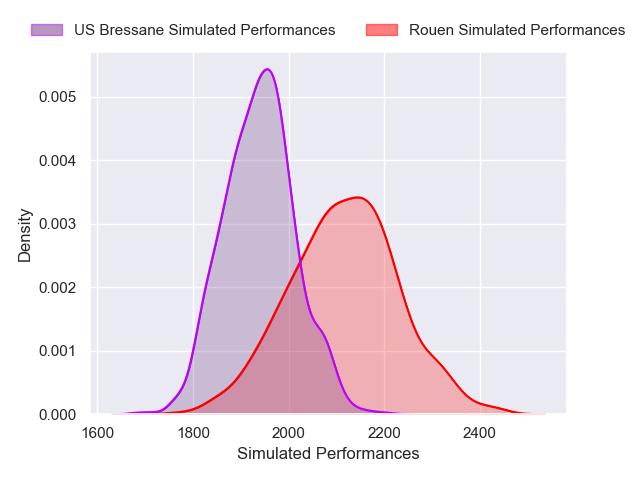 US Bressane Simulated Performances Rouen Simulated Performances
0.005
0.004
0.003
0.002
0.001
0.000
Density
1600 1800 2000 2200 2400
Simulated Performances